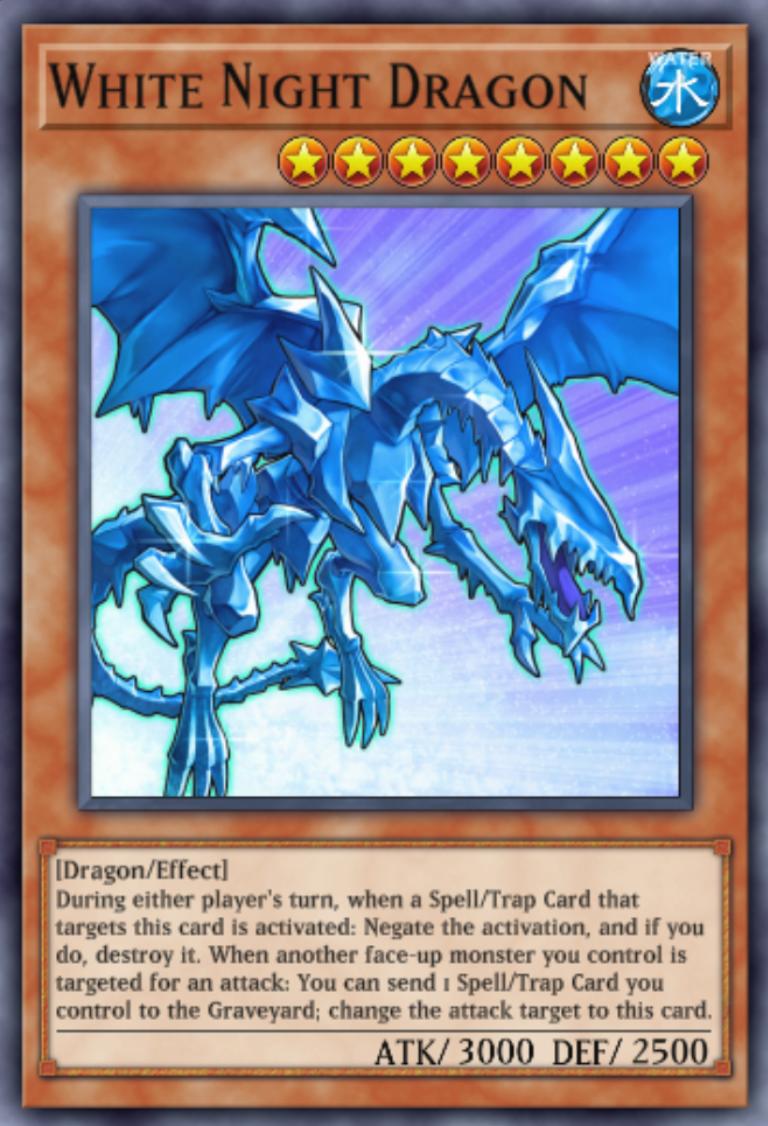 White Night Dragon
WATER
水
[Dragon/Effect]
During either player's turn, when a Spell/Trap Card that
targets this card is activated: Negate the activation, and if you
do, destroy it. When another face-up monster you control is
targeted for an attack: You can send 1 Spell/Trap Card you
control to the Graveyard; change the attack target to this card.
ATK/ 3000 DEF/ 2500